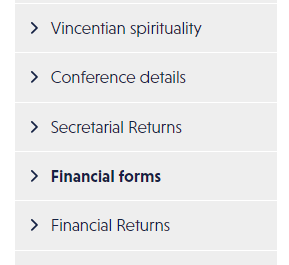 Vincentian spirituality
Conference details
Secretarial Returns
Financial forms
Financial Returns